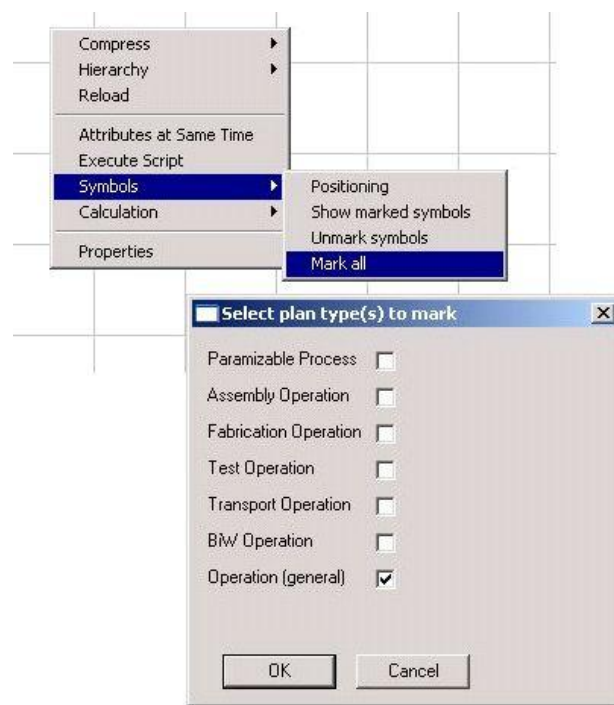 Compress
Hierarchy
Reload
Attributes at Same Time
Execute Script
Symbols
Calculation
Properties
Positioning
Show marked symbols
Unmark symbols
Mark all
Select plan type(s) to mark
Paramizable Process
Assembly Operation
Fabrication Operation
Test Operation
Transport Operation
BiW Operation
Operation (general)
OK Cancel